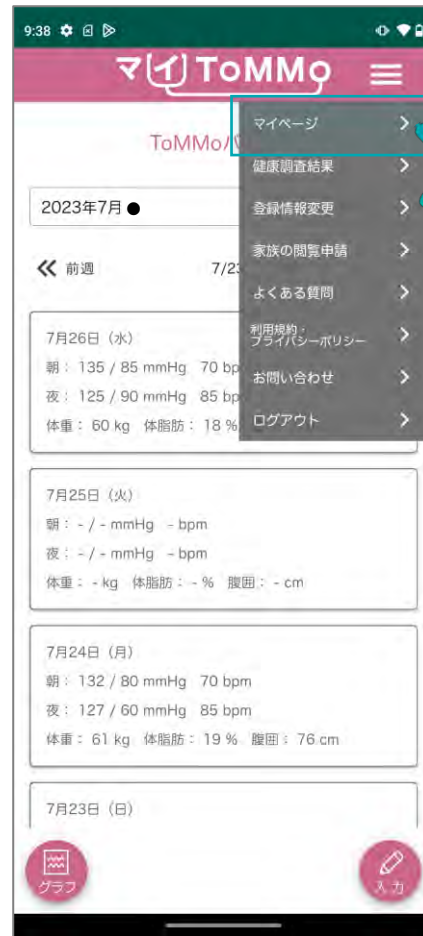 9:38
マイToMMo
マイページ
ToMMo
健康調査結果
2023年7月
登録情報変更
家族の閲覧申請
前週 7/23
よくある質問
利用規約・
プライバシーポリシー
お問い合わせ
ログアウト
7月26日（水）
朝： 135 / 85 mmHg 70 bp
夜： 125 / 90 mmHg 85 bp
体重： 60 kg 体脂肪： 18 %
7月25日（火）
朝： - / - mmHg - bpm
夜： - / - mmHg - bpm
体重： - kg 体脂肪： - % 腹囲： - cm
7月24日（月）
朝： 132 / 80 mmHg 70 bpm
夜： 127 / 60 mmHg 85 bpm
体重： 61 kg 体脂肪： 19 % 腹囲： 76 cm
7月23日（日）
グラフ
入力